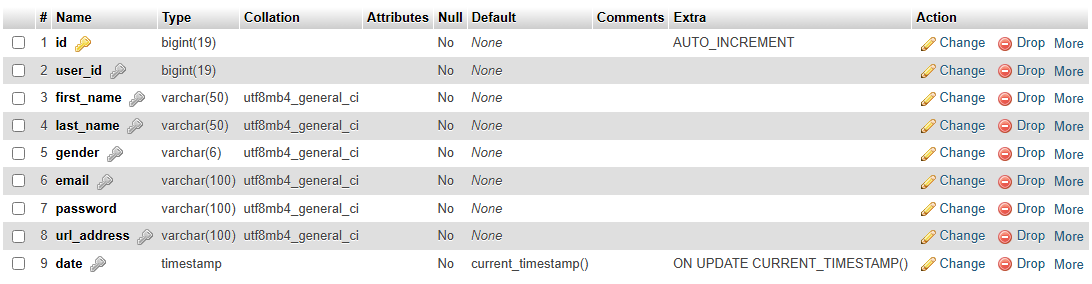 # Name Type Collation Attributes Null Default Comments Extra Action
1 id bigint(19) No None AUTO_INCREMENT Change Drop More
2 user_id bigint(19) No None Change Drop More
3 first_name varchar(50) utf8mb4_general_ci No None Change Drop More
4 last_name varchar(50) utf8mb4_general_ci No None Change Drop More
5 gender varchar(6) utf8mb4_general_ci No None Change Drop More
6 email varchar(100) utf8mb4_general_ci No None Change Drop More
7 password varchar(100) utf8mb4_general_ci No None Change Drop More
8 url_address varchar(100) utf8mb4_general_ci No None Change Drop More
9 date timestamp No current_timestamp() ON UPDATE CURRENT_TIMESTAMP() Change Drop More